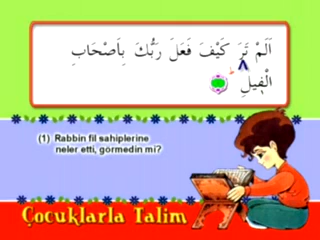 اَلَمْ تَرَ كَيْفَ فَعَلَ رَبُّكَ بِاَصْحَابِ
الْفٖيلِ
(1) Rabbin fil sahiplerine
neler etti, görmedin mi?
Çocuklarla Talim